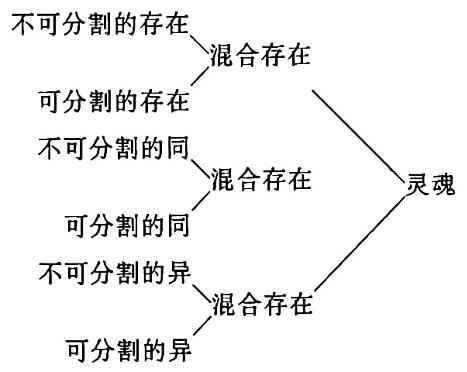 不可分割的存在
混合存在
可分割的存在
不可分割的同
混合存在
灵魂
可分割的同
不可分割的异
混合存在
可分割的异